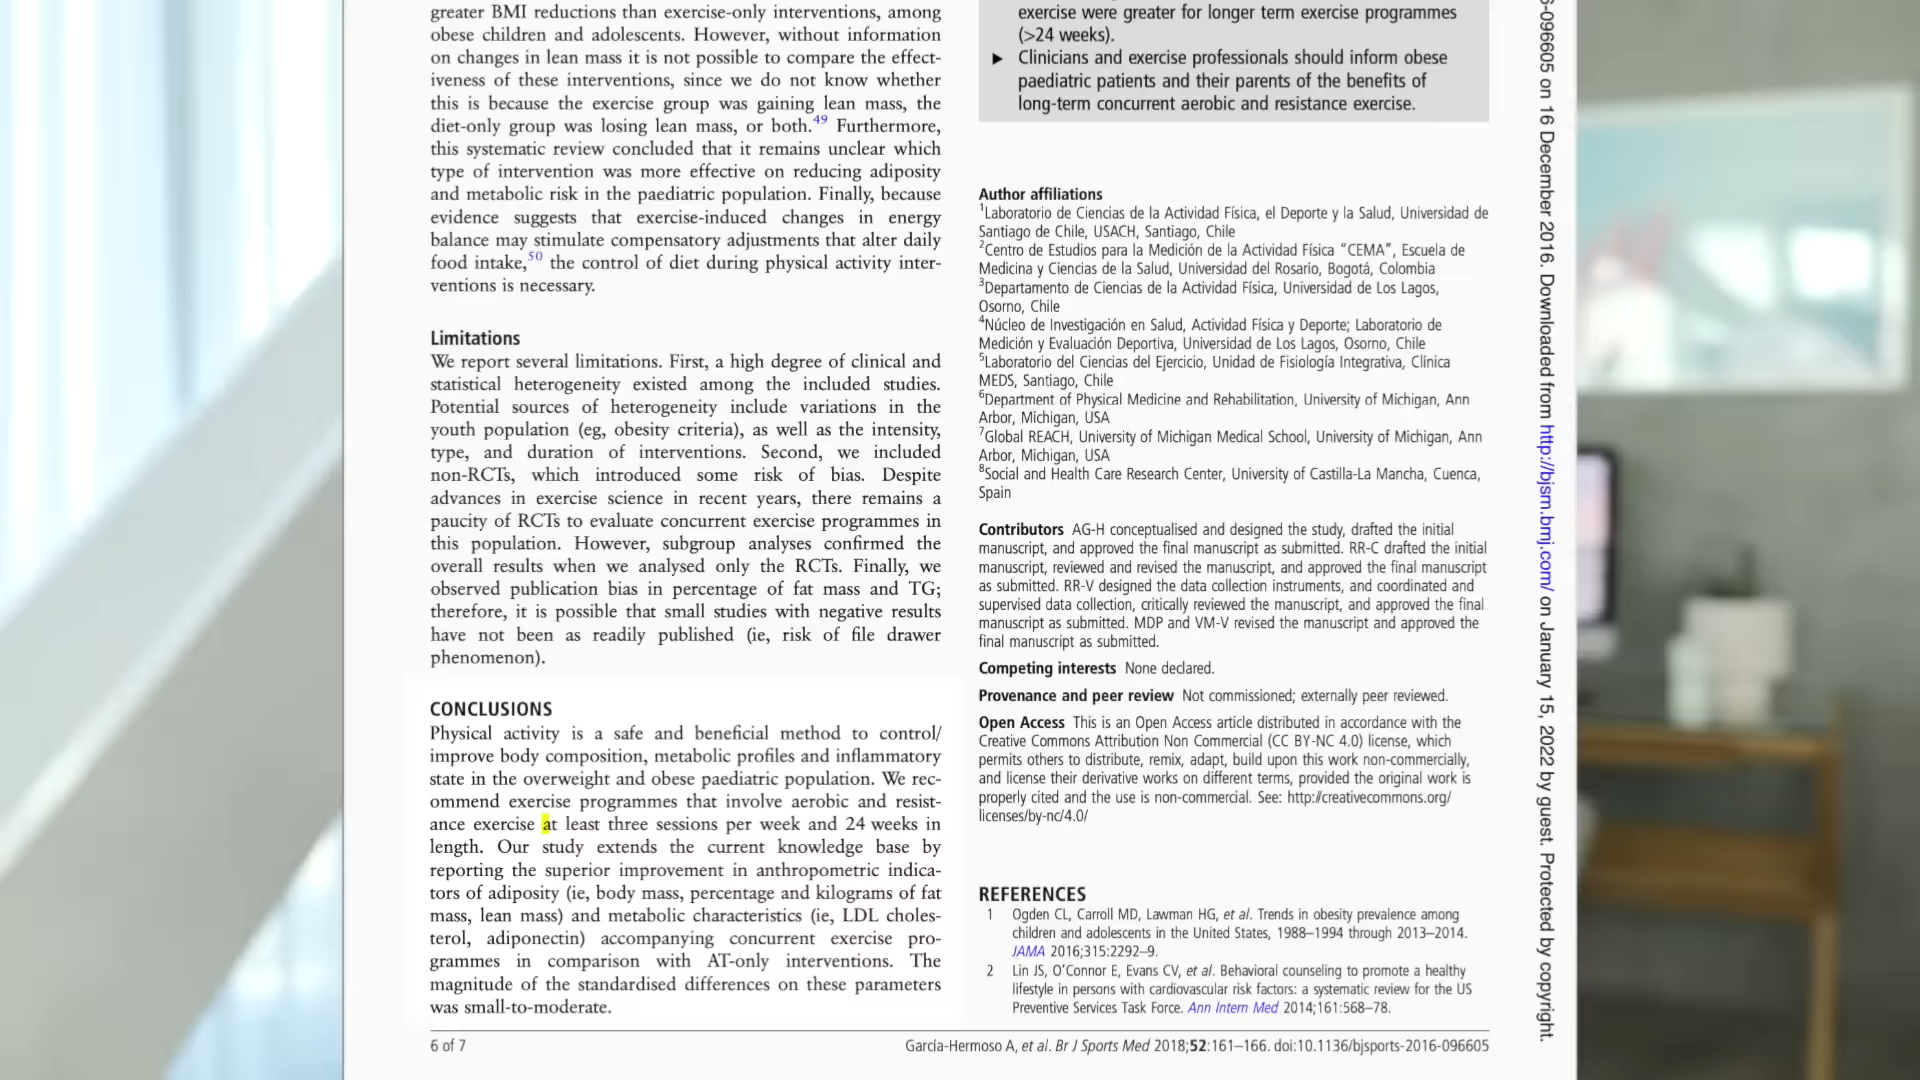 greater BMI reductions than exercise-only interventions, among
obese children and adolescents. However, without information
on changes in lean mass it is not possible to compare the effect-
iveness of these interventions, since we do not know whether
this is because the exercise group was gaining lean mass, the
diet-only group was losing lean mass, or both.49 Furthermore,
this systematic review concluded that it remains unclear which
type of intervention was more effective on reducing adiposity
and metabolic risk in the paediatric population. Finally, because
evidence suggests that exercise-induced changes in energy
balance may stimulate compensatory adjustments that alter daily
food intake,50 the control of diet during physical activity inter-
ventions is necessary.
Limitations
We report several limitations. First, a high degree of clinical and
statistical heterogeneity existed among the included studies.
Potential sources of heterogeneity include variations in the
youth population (eg, obesity criteria), as well as the intensity,
type, and duration of interventions. Second, we included
non-RCTs, which introduced some risk of bias. Despite
advances in exercise science in recent years, there remains a
paucity of RCTs to evaluate concurrent exercise programmes in
this population. However, subgroup analyses confirmed the
overall results when we analysed only the RCTs. Finally, we
observed publication bias in percentage of fat mass and TG;
therefore, it is possible that small studies with negative results
have not been as readily published (ie, risk of file drawer
phenomenon).
CONCLUSIONS
Physical activity is a safe and beneficial method to control/
improve body composition, metabolic profiles and inflammatory
state in the overweight and obese paediatric population. We rec-
ommend exercise programmes that involve aerobic and resist-
ance exercise at least three sessions per week and 24 weeks in
length. Our study extends the current knowledge base by
reporting the superior improvement in anthropometric indica-
tors of adiposity (ie, body mass, percentage and kilograms of fat
mass, lean mass) and metabolic characteristics (ie, LDL choles-
terol, adiponectin) accompanying concurrent exercise pro-
grammes in comparison with AT-only interventions. The
magnitude of the standardised differences on these parameters
was small-to-moderate.
exercise were greater for longer term exercise programmes
(>24 weeks).
▶ Clinicians and exercise professionals should inform obese
paediatric patients and their parents of the benefits of
long-term concurrent aerobic and resistance exercise.
Author affiliations
1Laboratorio de Ciencias de la Actividad Física, el Deporte y la Salud, Universidad de
Santiago de Chile, USACH, Santiago, Chile
2Centro de Estudios para la Medición de la Actividad Física "CEMA", Escuela de
Medicina y Ciencias de la Salud, Universidad del Rosario, Bogotá, Colombia
3Departamento de Ciencias de la Actividad Física, Universidad de Los Lagos,
Osorno, Chile
4Núcleo de Investigación en Salud, Actividad Física y Deporte; Laboratorio de
Medición y Evaluación Deportiva, Universidad de Los Lagos, Osorno, Chile
5Laboratorio del Ciencias del Ejercicio, Unidad de Fisiología Integrativa, Clínica
MEDS, Santiago, Chile
6Department of Physical Medicine and Rehabilitation, University of Michigan, Ann
Arbor, Michigan, USA
7Global REACH, University of Michigan Medical School, University of Michigan, Ann
Arbor, Michigan, USA
8Social and Health Care Research Center, University of Castilla-La Mancha, Cuenca,
Spain
Contributors AG-H conceptualised and designed the study, drafted the initial
manuscript, and approved the final manuscript as submitted. RR-C drafted the initial
manuscript, reviewed and revised the manuscript, and approved the final manuscript
as submitted. RR-V designed the data collection instruments, and coordinated and
supervised data collection, critically reviewed the manuscript, and approved the final
manuscript as submitted. MDP and VM-V revised the manuscript and approved the
final manuscript as submitted.
Competing interests None declared.
Provenance and peer review Not commissioned; externally peer reviewed.
Open Access This is an Open Access article distributed in accordance with the
Creative Commons Attribution Non Commercial (CC BY-NC 4.0) license, which
permits others to distribute, remix, adapt, build upon this work non-commercially,
and license their derivative works on different terms, provided the original work is
properly cited and the use is non-commercial. See: http://creativecommons.org/
licenses/by-nc/4.0/
REFERENCES
1 Ogden CL, Carroll MD, Lawman HG, et al. Trends in obesity prevalence among
children and adolescents in the United States, 1988–1994 through 2013–2014.
JAMA 2016;315:2292–9.
2 Lin JS, O'Connor E, Evans CV, et al. Behavioral counseling to promote a healthy
lifestyle in persons with cardiovascular risk factors: a systematic review for the US
Preventive Services Task Force. Ann Intern Med 2014;161:568–78.
6 of 7
García-Hermoso A, et al. Br J Sports Med 2018;52:161–166. doi:10.1136/bjsports-2016-096605
6-096605 on 16 December 2016. Downloaded from http://bjsm.bmj.com/ on January 15, 2022 by guest. Protected by copyright.